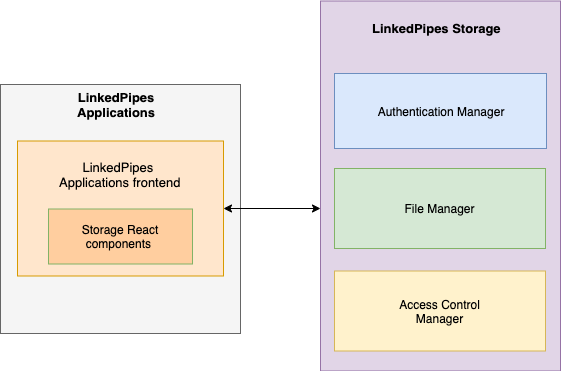 LinkedPipes
Applications
LinkedPipes
Applications frontend
Storage React
components
LinkedPipes Storage
Authentication Manager
File Manager
Access Control
Manager